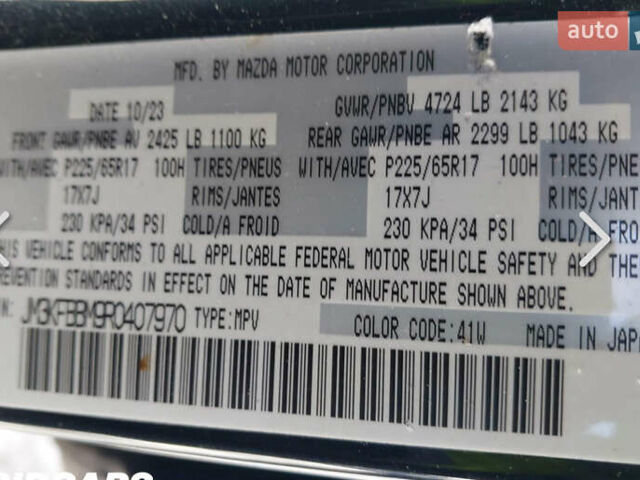 auto
MFD. BY MAZDA MOTOR CORPORATION
DATE 10/23 GVWR/PNBV 4724 LB 2143 KG
FRONT GAWR/PNBE AV 2425 LB 1100 KG REAR GAWR/PNBE AR 2299 LB 1043 KG
WITH/AVEC P225/65R17 100H TIRES/PNEUS WITH/AVEC P225/65R17 100H TIRES/PNE
17X7J RIMS/JANTES 17X7J RIMS/JANT
230 KPA/34 PSI COLD/A FROID 230 KPA/34 PSI COLD/A FRO
HIS VEHICLE CONFORMS TO ALL APPLICABLE FEDERAL MOTOR VEHICLE SAFETY AND THE
REVENTION STANDARDS IN EFFECT ON THE DATE OF MANUFACTURE SHOWN ABOVE.
N: JM3KFBBM9R0407970 TYPE:MPV COLOR CODE:41W MADE IN JAPA